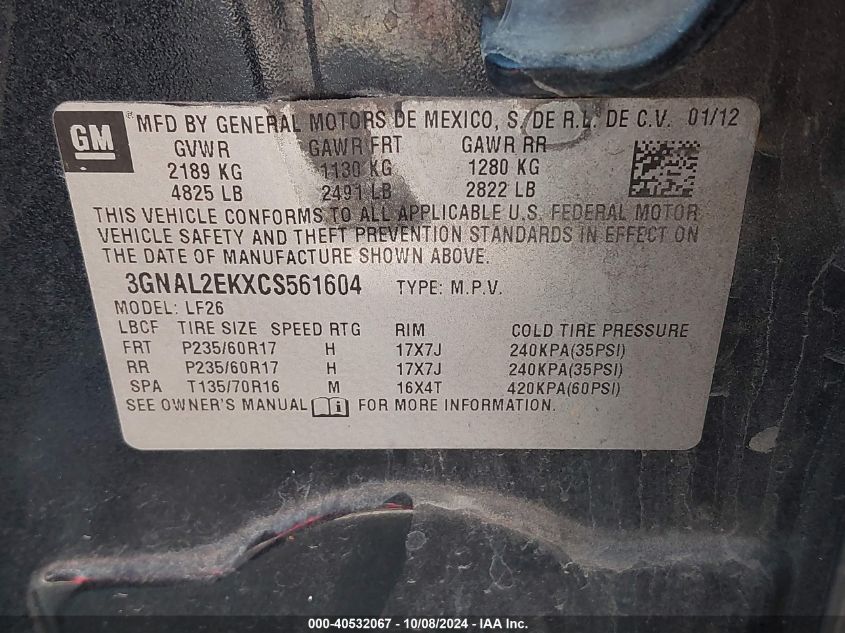 GM MFD BY GENERAL MOTORS DE MEXICO, S. DE R.L. DE C.V. 01/12
GVWR GAWR FRT GAWR RR
2189 KG 1130 KG 1280 KG
4825 LB 2491 LB 2822 LB
THIS VEHICLE CONFORMS TO ALL APPLICABLE U.S. FEDERAL MOTOR
VEHICLE SAFETY AND THEFT PREVENTION STANDARDS IN EFFECT ON
THE DATE OF MANUFACTURE SHOWN ABOVE.
3GNAL2EKXCS561604 TYPE: M.P.V.
MODEL: LF26
LBCF TIRE SIZE SPEED RTG RIM COLD TIRE PRESSURE
FRT P235/60R17 H 17X7J 240KPA(35PSI)
RR P235/60R17 H 17X7J 240KPA(35PSI)
SPA T135/70R16 M 16X4T 420KPA(60PSI)
SEE OWNER'S MANUAL FOR MORE INFORMATION.
000-40532067 - 10/08/2024 - IAA Inc.